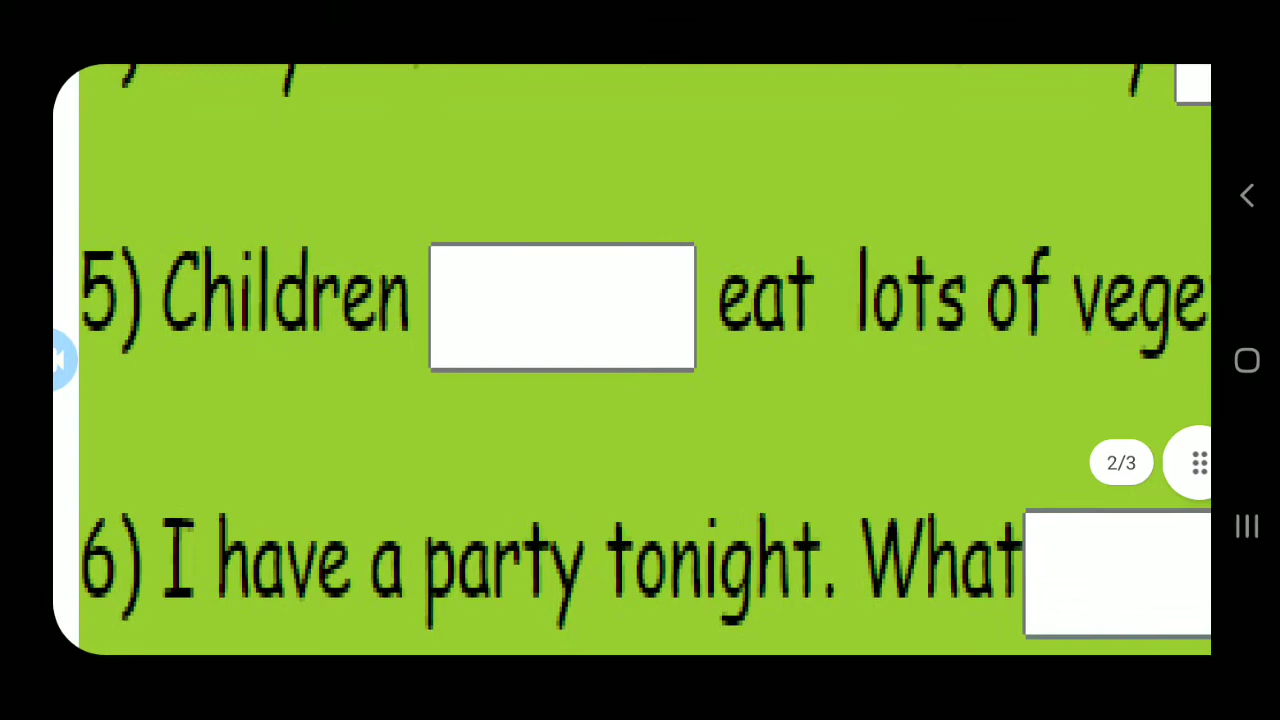 5) Children eat lots of vege
2/3
6) I have a party tonight. What